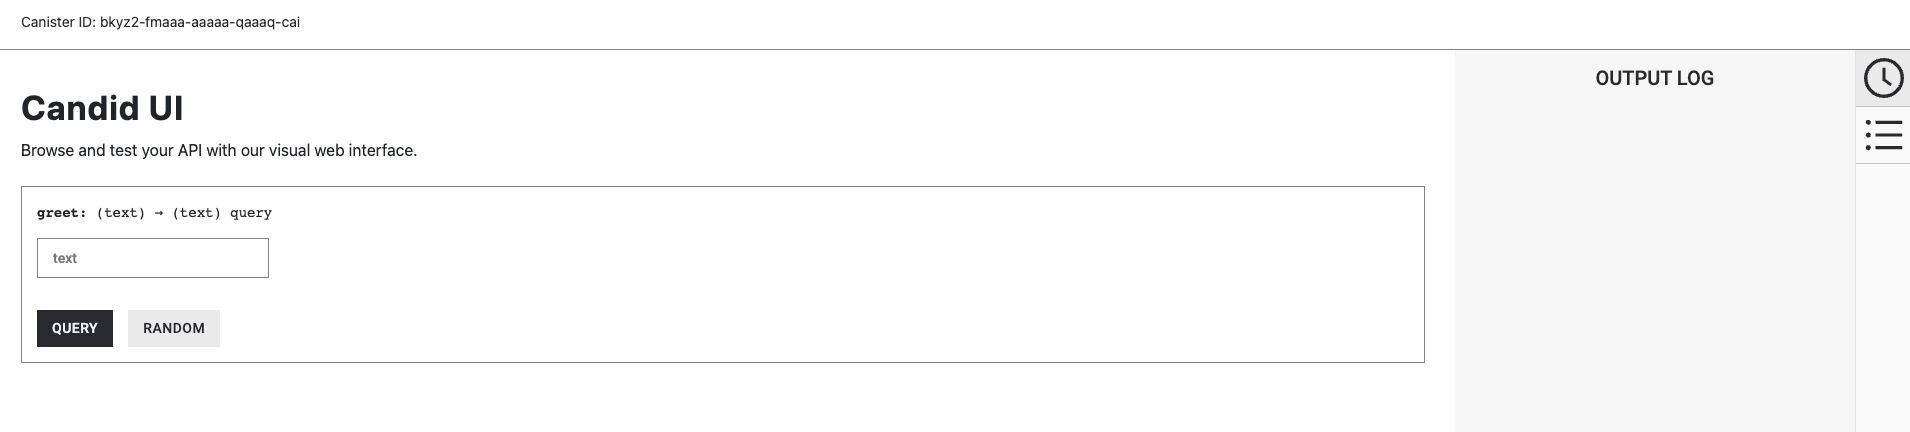 Canister ID: bkyz2-fmaaa-aaaaa-qaaaq-cai
Candid UI
Browse and test your API with our visual web interface.
greet: (text) → (text) query
text
QUERY RANDOM
OUTPUT LOG